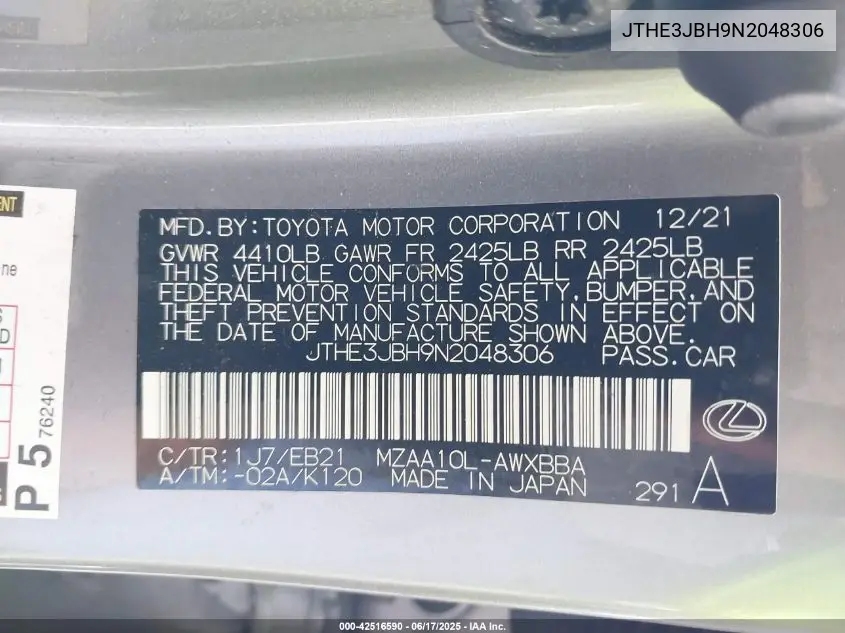 JTHE3JBH9N2048306
MFD.BY:TOYOTA MOTOR CORPORATION 12/21
GVWR 4410LB GAWR FR 2425LB RR 2425LB
THIS VEHICLE CONFORMS TO ALL APPLICABLE
FEDERAL MOTOR VEHICLE SAFETY,BUMPER,AND
THEFT PREVENTION STANDARDS IN EFFECT ON
THE DATE OF MANUFACTURE SHOWN ABOVE.
JTHE3JBH9N2048306 PASS.CAR
C/TR:1J7/EB21 MZAA10L-AWXBBA
A/TM:-02A/K120 MADE IN JAPAN 291 A
P 5 76240
000-42516590 - 06/17/2025 - IAA Inc.